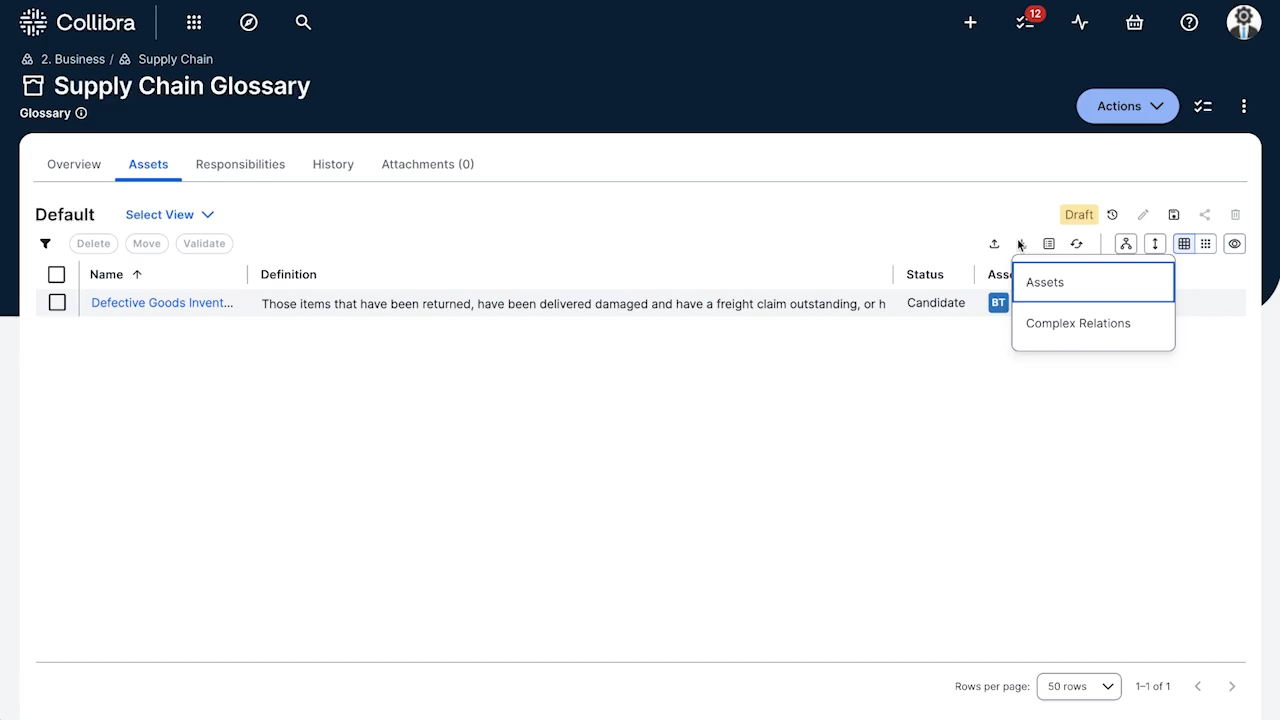 Collibra
12
2. Business / Supply Chain
Supply Chain Glossary
Glossary
Actions
Overview Assets Responsibilities History Attachments (0)
Default Select View Draft
Delete Move Validate
Name Definition Status Ass
Defective Goods Invent... Those items that have been returned, have been delivered damaged and have a freight claim outstanding, or h Candidate BT
Assets
Complex Relations
Rows per page: 50 rows 1–1 of 1